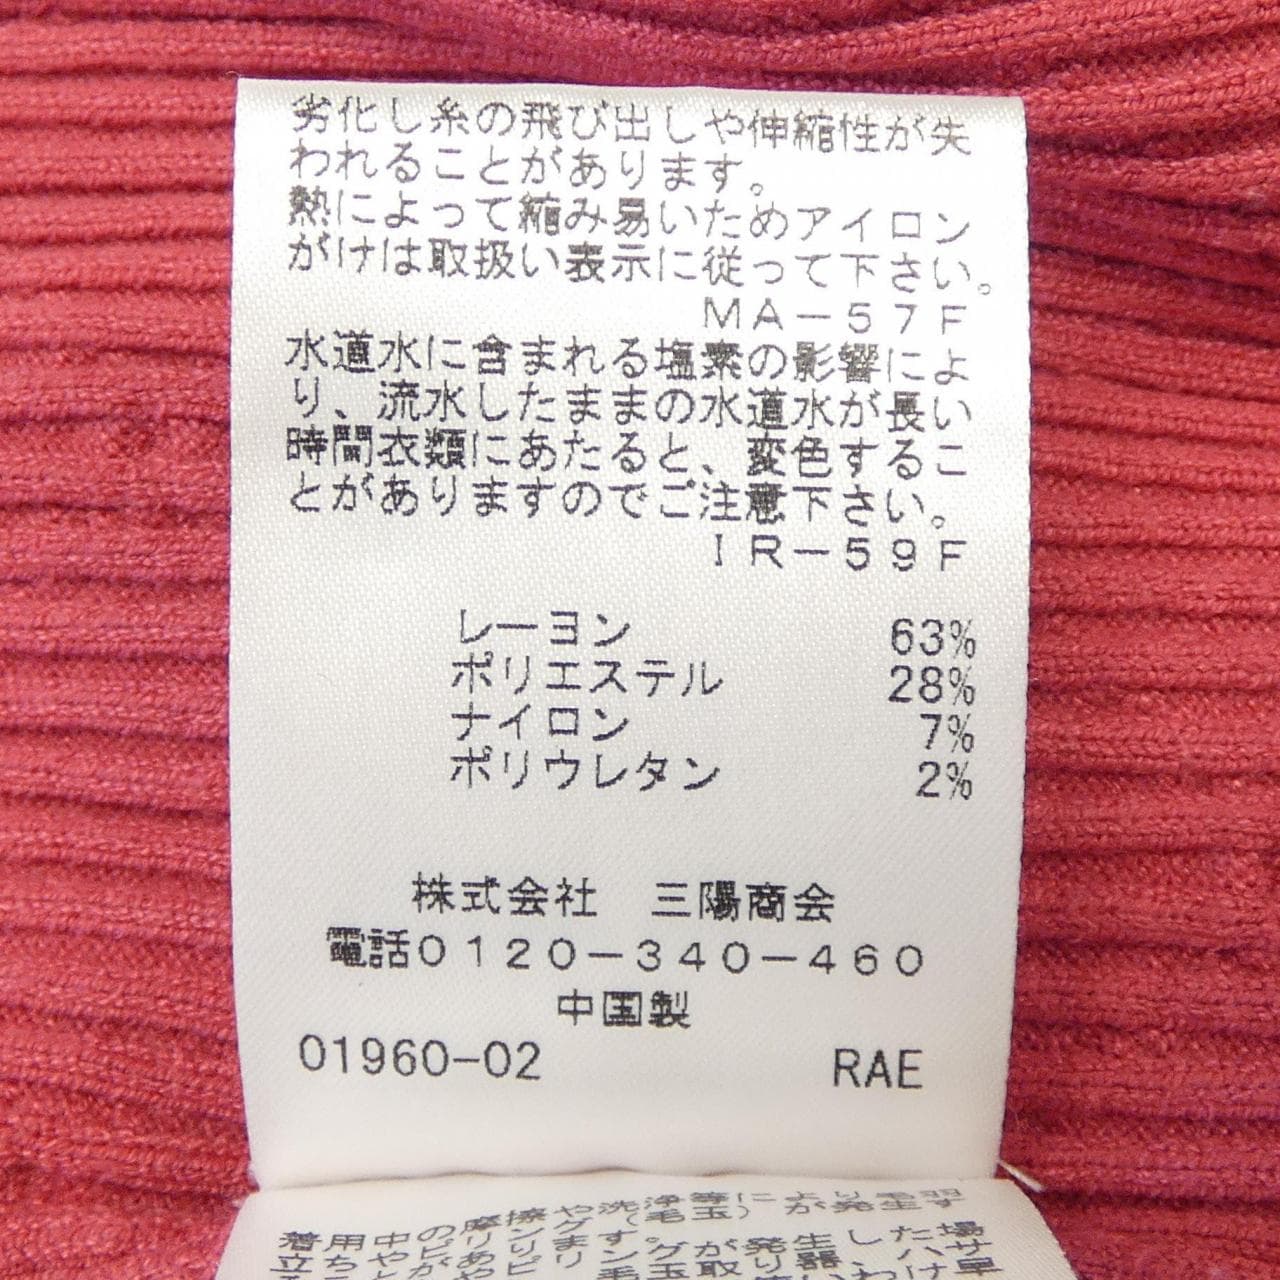 劣化し糸の飛び出しや伸縮性が失
われることがあります。
熱によって縮み易いためアイロン
がけは取扱い表示に従って下さい。
MA-57F
水道水に含まれる塩素の影響によ
り、流水したままの水道水が長い
時間衣類にあたると、変色するこ
とがありますのでご注意下さい。
IR-59F
レーヨン 63%
ポリエステル 28%
ナイロン 7%
ポリウレタン 2%
株式会社 三陽商会
電話0120-340-460
中国製
01960-02 RAE